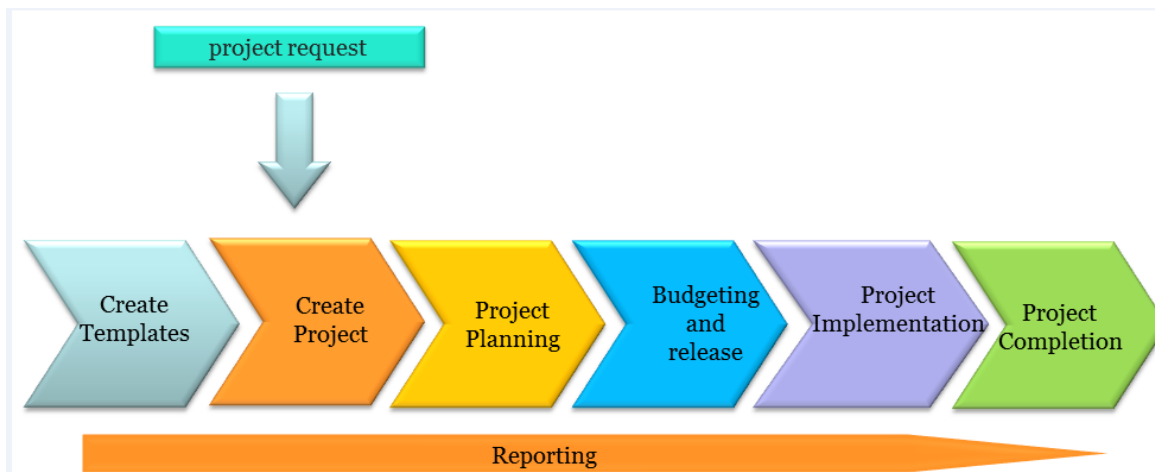 project request
Create
Templates
Create
Project
Project
Planning
Budgeting
and
release
Project
Implementation
Project
Completion
Reporting